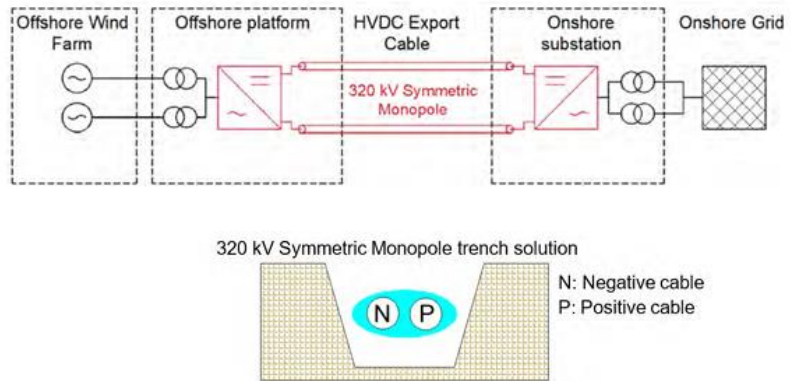 Offshore Wind Farm
Offshore platform
HVDC Export Cable
Onshore substation
Onshore Grid
320 kV Symmetric
Monopole
320 kV Symmetric Monopole trench solution
N P
N: Negative cable
P: Positive cable